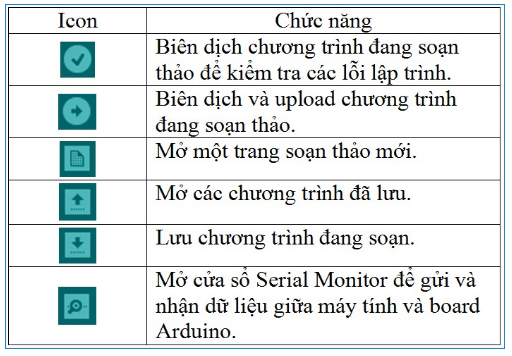 Icon
Chức năng
Biên dịch chương trình đang soạn
thảo để kiểm tra các lỗi lập trình.
Biên dịch và upload chương trình
đang soạn thảo.
Mở một trang soạn thảo mới.
Mở các chương trình đã lưu.
Lưu chương trình đang soạn.
Mở cửa sổ Serial Monitor để gửi và
nhận dữ liệu giữa máy tính và board
Arduino.